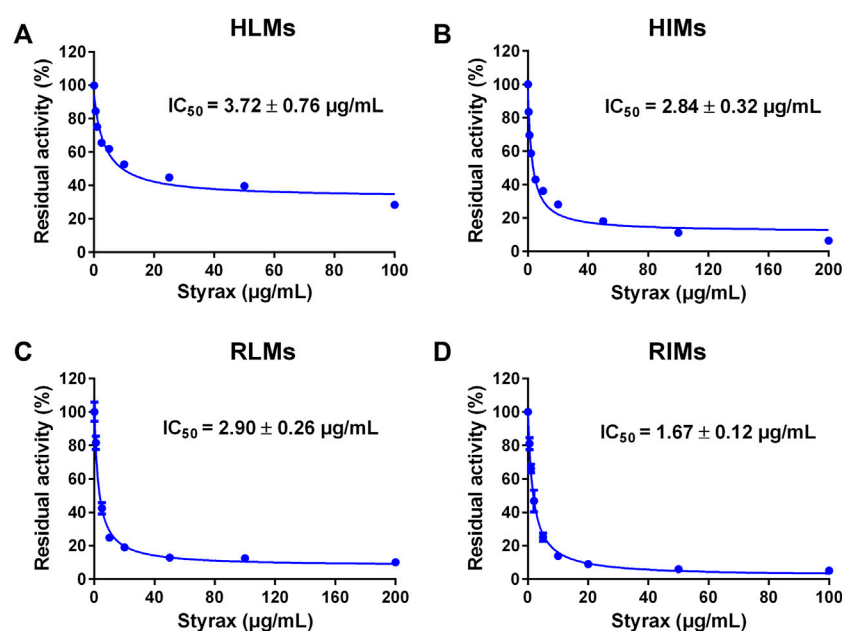 A
HLMs
Residual activity (%)
120
100
80
60
40
20
0
IC50 = 3.72 ± 0.76 µg/mL
0 20 40 60 80 100
Styrax (µg/mL)
B
HIMs
Residual activity (%)
120
100
80
60
40
20
0
IC50 = 2.84 ± 0.32 µg/mL
0 40 80 120 160 200
Styrax (µg/mL)
C
RLMs
Residual activity (%)
120
100
80
60
40
20
0
IC50 = 2.90 ± 0.26 µg/mL
0 40 80 120 160 200
Styrax (µg/mL)
D
RIMs
Residual activity (%)
120
100
80
60
40
20
0
IC50 = 1.67 ± 0.12 µg/mL
0 20 40 60 80 100
Styrax (µg/mL)